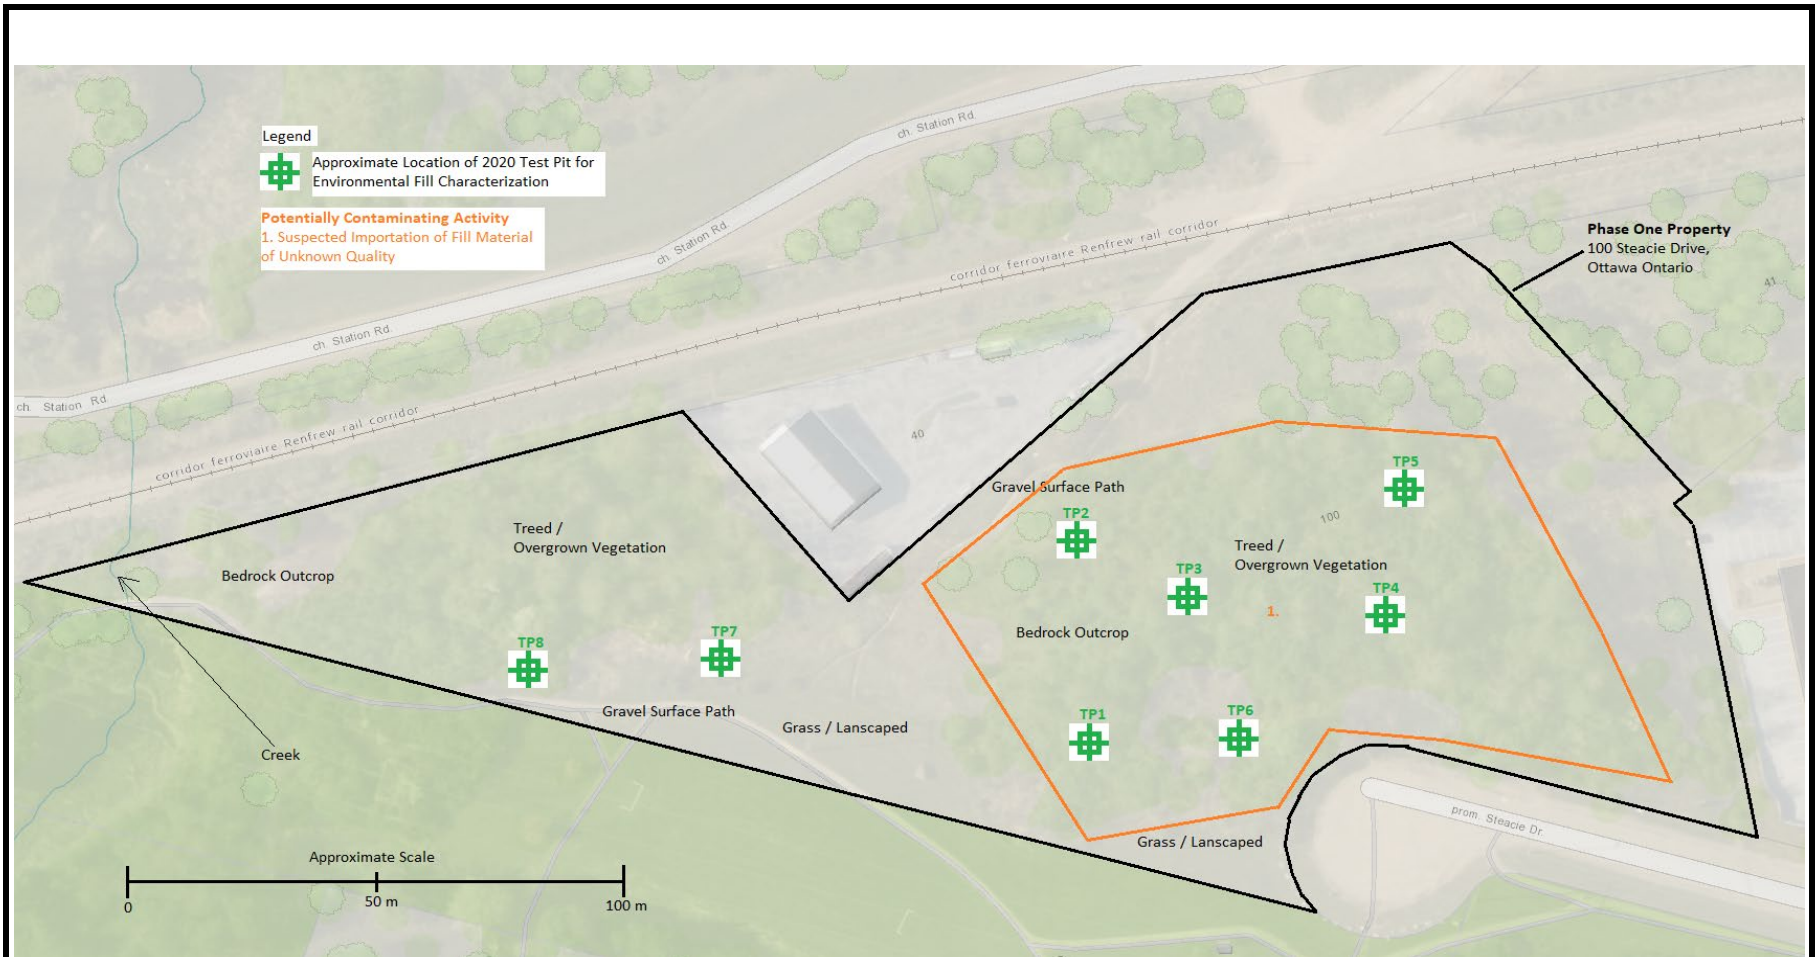 Legend
Approximate Location of 2020 Test Pit for
Environmental Fill Characterization
Potentially Contaminating Activity
1. Suspected Importation of Fill Material
of Unknown Quality
ch. Station Rd.
ch. Station Rd.
ch. Station Rd.
ch. Station Rd.
corridor ferroviaire Renfrew rail corridor
corridor ferroviaire Renfrew rail corridor
Phase One Property
100 Steacie Drive,
Ottawa Ontario
41
40
Gravel Surface Path
TP5
TP2
100
Treed /
Overgrown Vegetation
Treed /
Overgrown Vegetation
TP3
TP4
1.
Bedrock Outcrop
Bedrock Outcrop
TP8
TP7
Gravel Surface Path
Grass / Lanscaped
TP1
TP6
Creek
prom. Steacie Dr.
Grass / Lanscaped
Approximate Scale
0
50 m
100 m